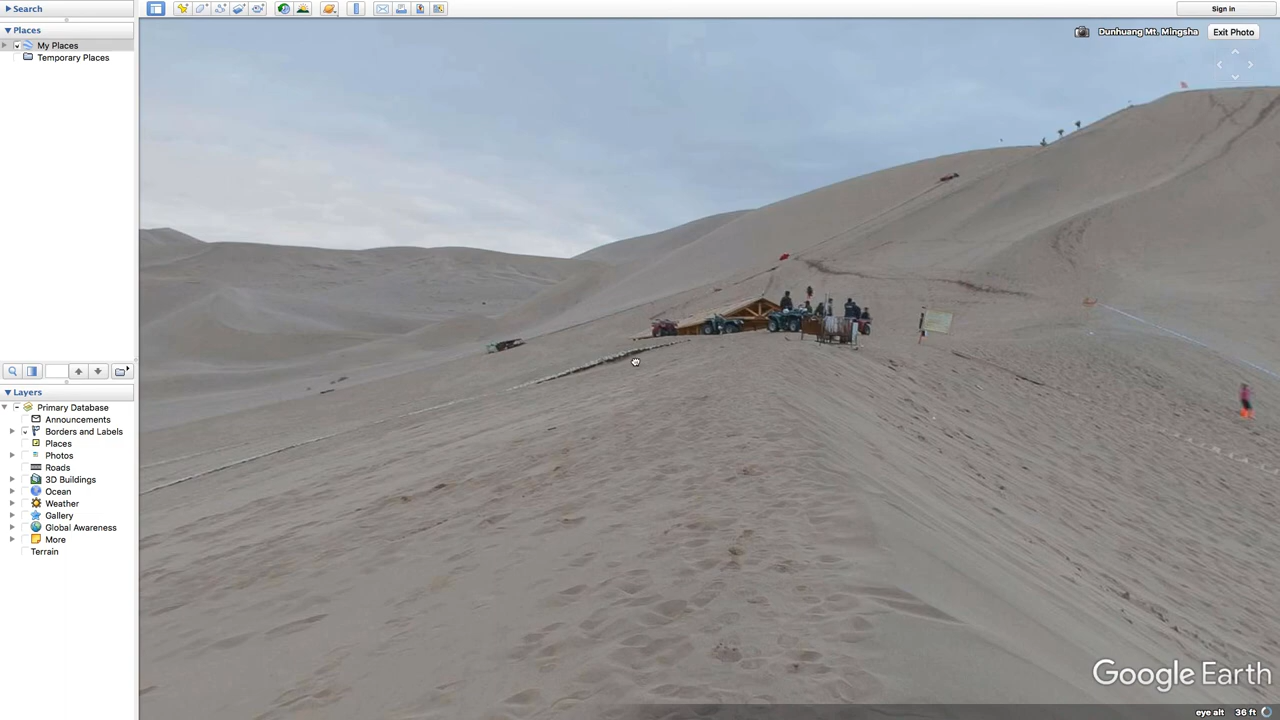 Search
Sign in
Places
My Places
Temporary Places
Dunhuang Mt. Mingsha
Exit Photo
Layers
Primary Database
Announcements
Borders and Labels
Places
Photos
Roads
3D Buildings
Ocean
Weather
Gallery
Global Awareness
More
Terrain
Google Earth
eye alt 36 ft